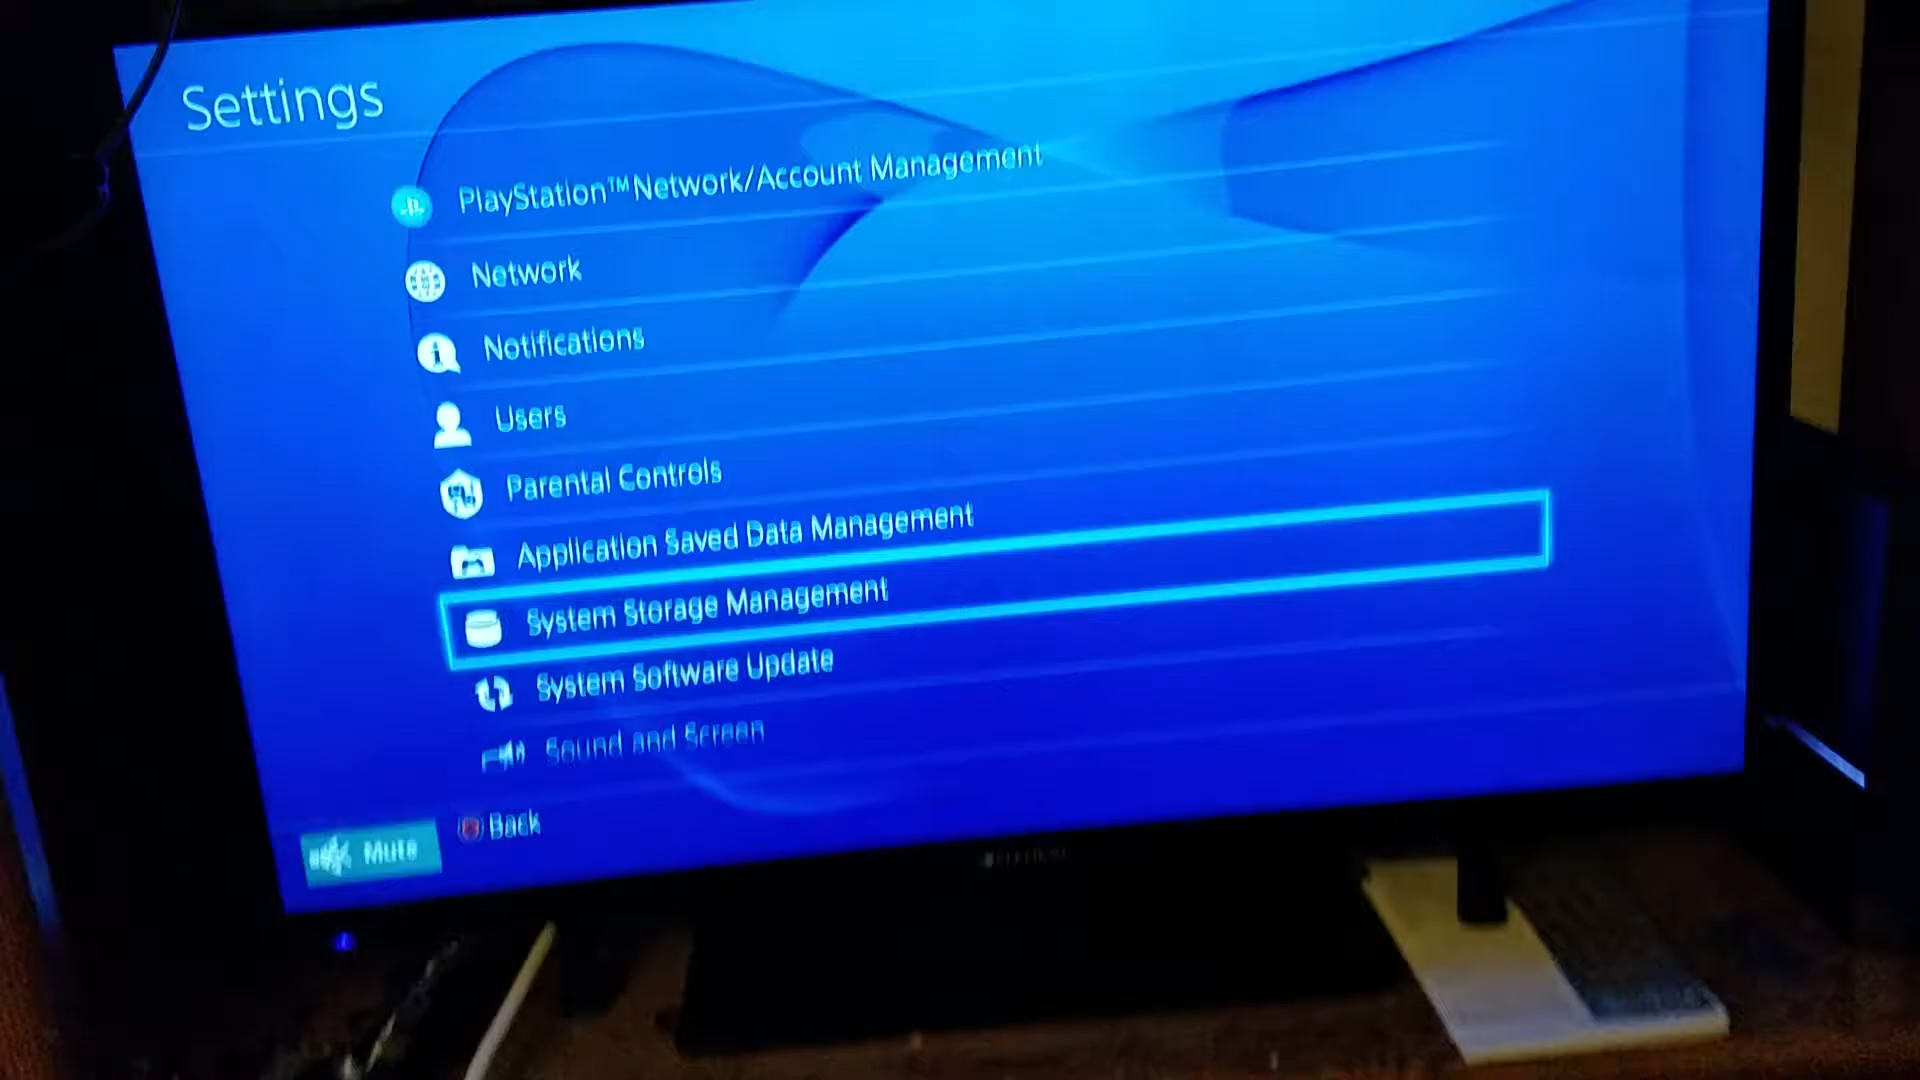 Settings
PlayStation™Network/Account Management
Network
Notifications
Users
Parental Controls
Application Saved Data Management
System Storage Management
System Software Update
Sound and Screen
Mute
Back